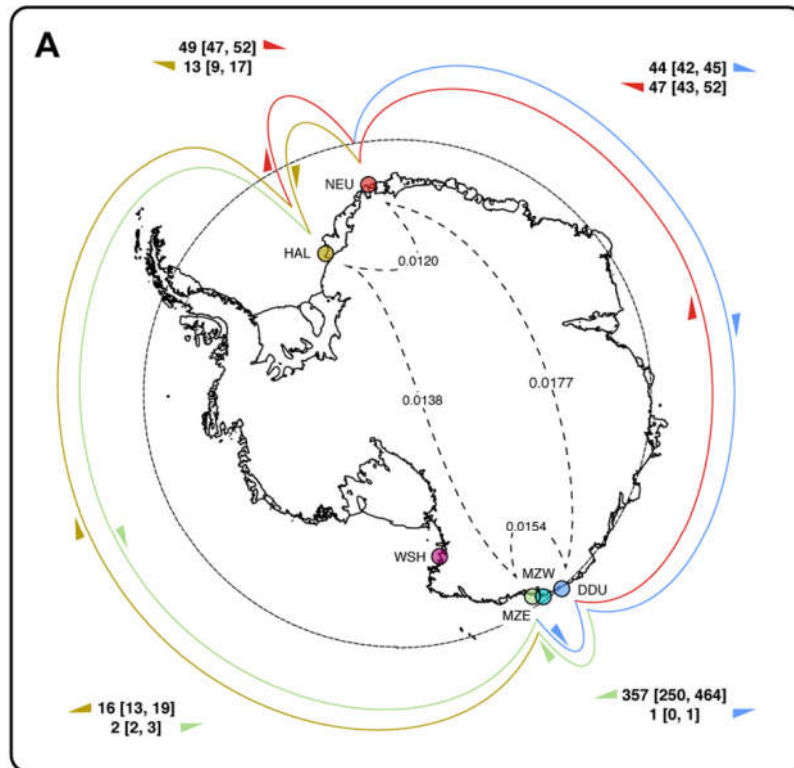 A
49 [47, 52]
13 [9, 17]
44 [42, 45]
47 [43, 52]
NEU
HAL
0.0120
0.0138
0.0177
0.0154
WSH
MZW
DDU
MZE
16 [13, 19]
2 [2, 3]
357 [250, 464]
1 [0, 1]